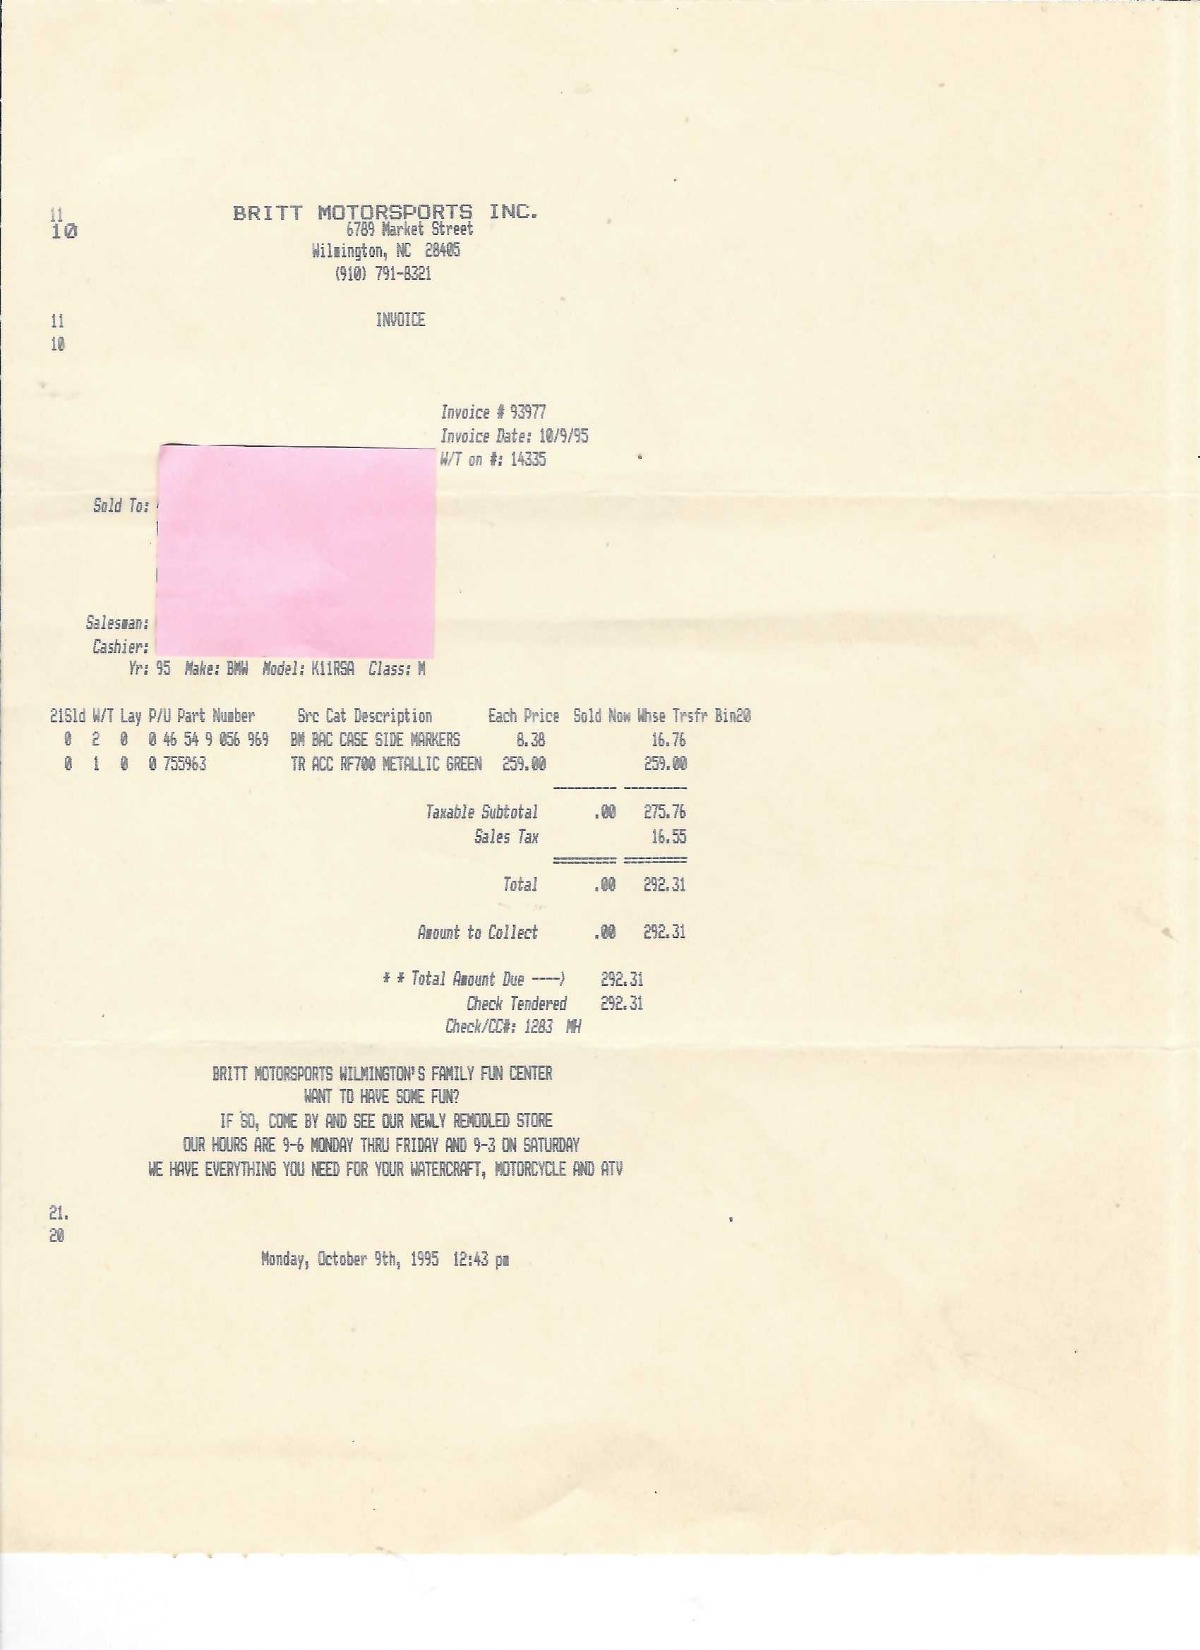 11
10
BRITT MOTORSPORTS INC.
6789 Market Street
Wilmington, NC 28405
(910) 791-8321
11 INVOICE
10
Invoice # 93977
Invoice Date: 10/9/95
W/T on #: 14335
Sold To:
Salesman:
Cashier:
Yr: 95 Make: BMW Model: K11RSA Class: M
21Sld W/T Lay P/U Part Number Src Cat Description Each Price Sold Now Whse Trsfr Bin20
0 2 0 0 46 54 9 056 969 BM BAC CASE SIDE MARKERS 8.38 16.76
0 1 0 0 755963 TR ACC RF700 METALLIC GREEN 259.00 259.00
--------- ---------
Taxable Subtotal .00 275.76
Sales Tax 16.55
========= =========
Total .00 292.31
Amount to Collect .00 292.31
* * Total Amount Due ----) 292.31
Check Tendered 292.31
Check/CC#: 1283 MH
BRITT MOTORSPORTS WILMINGTON'S FAMILY FUN CENTER
WANT TO HAVE SOME FUN?
IF SO, COME BY AND SEE OUR NEWLY REMODLED STORE
OUR HOURS ARE 9-6 MONDAY THRU FRIDAY AND 9-3 ON SATURDAY
WE HAVE EVERYTHING YOU NEED FOR YOUR WATERCRAFT, MOTORCYCLE AND ATV
21.
20
Monday, October 9th, 1995 12:43 pm